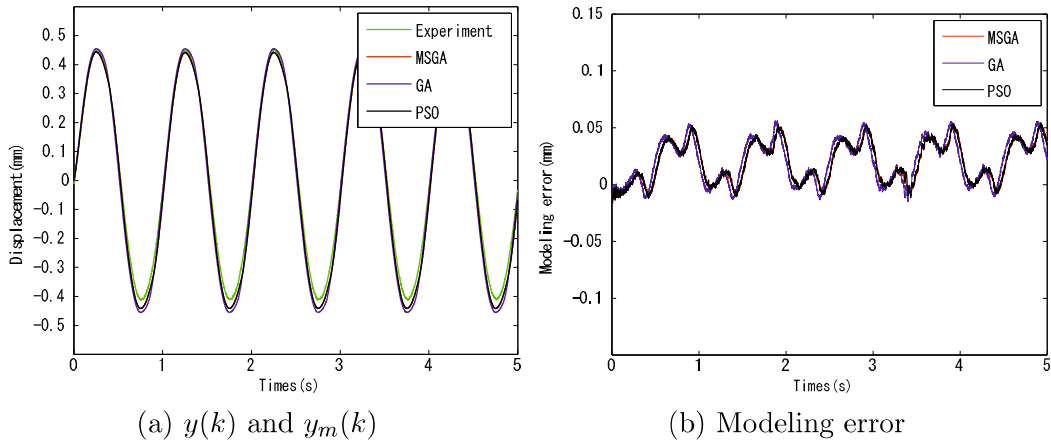 0.5
0.4
0.3
0.2
0.1
0
-0.1
-0.2
-0.3
-0.4
-0.5
Displacement(mm)
0 1 2 3 4 5
Times(s)
Experiment
MSGA
GA
PSO
(a) y(k) and y_m(k)
0.15
0.1
0.05
0
-0.05
-0.1
Modeling error(mm)
0 1 2 3 4 5
Times(s)
MSGA
GA
PSO
(b) Modeling error